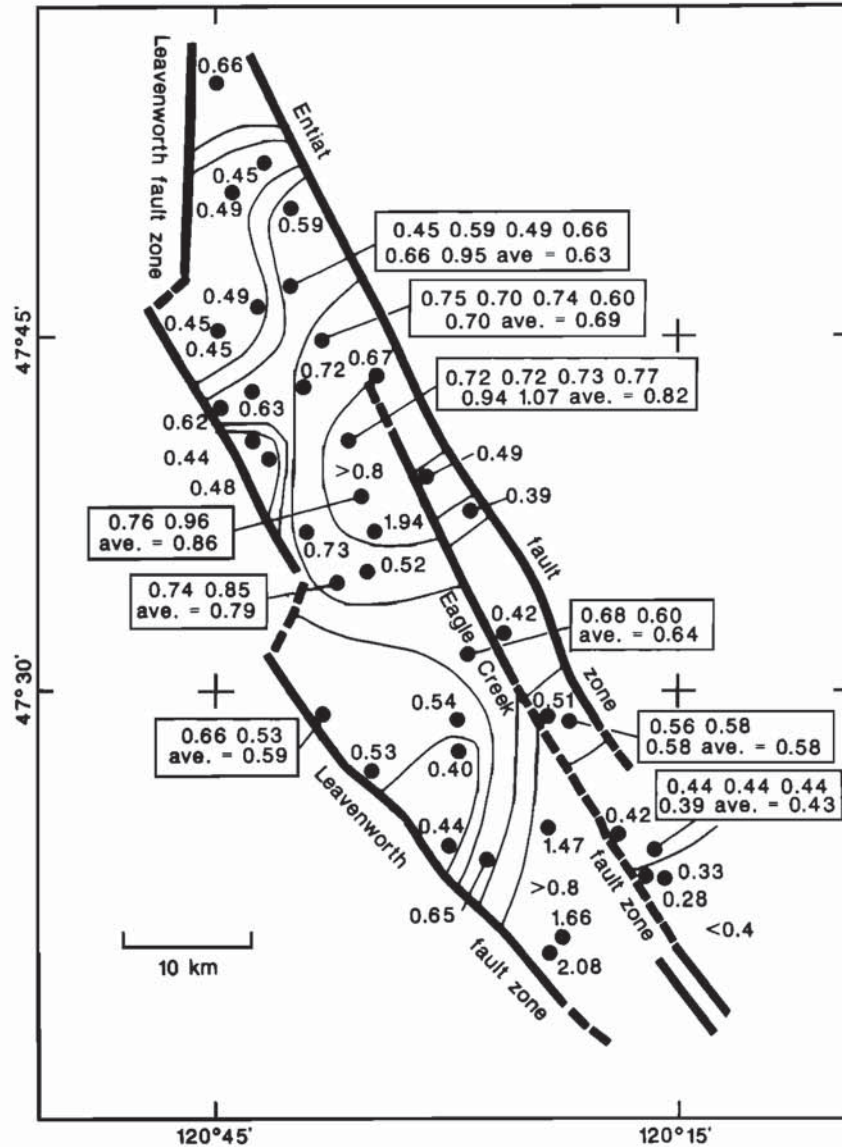 Leavenworth fault zone
0.66
Entiat
0.45
0.49
0.59
0.45 0.59 0.49 0.66
0.66 0.95 ave = 0.63
0.75 0.70 0.74 0.60
0.70 ave. = 0.69
0.49
0.45
0.45
47°45'
0.72
0.67
0.72 0.72 0.73 0.77
0.94 1.07 ave. = 0.82
0.62
0.63
0.44
0.48
>0.8
0.49
0.39
0.76 0.96
ave. = 0.86
1.94
0.73
0.52
fault
0.74 0.85
ave. = 0.79
Eagle
Creek
0.42
0.68 0.60
ave. = 0.64
zone
47°30'
0.66 0.53
ave. = 0.59
0.54
0.51
0.56 0.58
0.58 ave. = 0.58
0.53
0.40
Leavenworth
0.44 0.44 0.44
0.39 ave. = 0.43
0.42
0.44
1.47
fault zone
0.33
0.28
0.65
>0.8
<0.4
1.66
2.08
fault zone
10 km
120°45'
120°15'